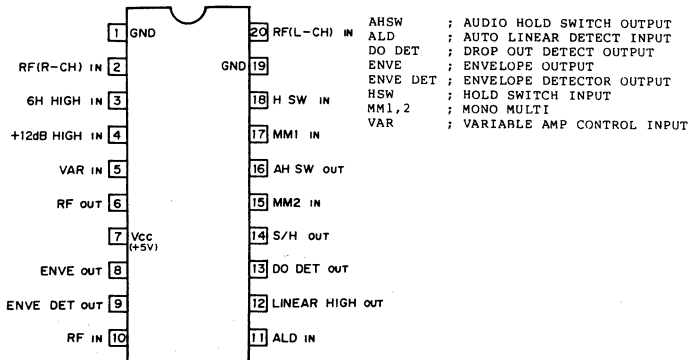 1 GND
RF(R-CH) IN 2
6H HIGH IN 3
+12dB HIGH IN 4
VAR IN 5
RF OUT 6
7 Vcc
(+5V)
ENVE OUT 8
ENVE DET OUT 9
RF IN 10
20 RF(L-CH) IN
GND 19
18 H SW IN
17 MM1 IN
16 AH SW OUT
15 MM2 IN
14 S/H OUT
13 DO DET OUT
12 LINEAR HIGH OUT
11 ALD IN
AHSW ; AUDIO HOLD SWITCH OUTPUT
ALD ; AUTO LINEAR DETECT INPUT
DO DET ; DROP OUT DETECT OUTPUT
ENVE ; ENVELOPE OUTPUT
ENVE DET ; ENVELOPE DETECTOR OUTPUT
HSW ; HOLD SWITCH INPUT
MM1,2 ; MONO MULTI
VAR ; VARIABLE AMP CONTROL INPUT